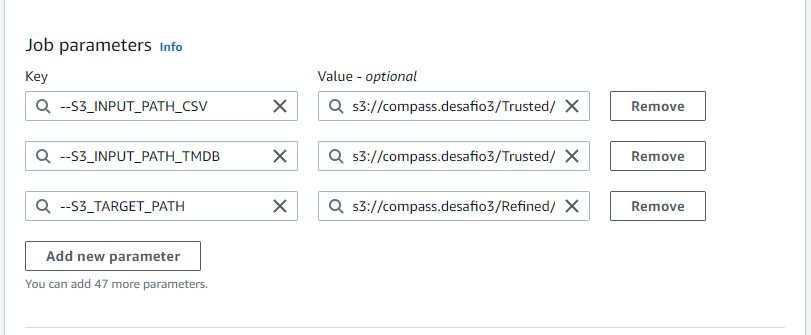 Job parameters Info
Key Value - optional
--S3_INPUT_PATH_CSV s3://compass.desafio3/Trusted/ Remove
--S3_INPUT_PATH_TMDB s3://compass.desafio3/Trusted/ Remove
--S3_TARGET_PATH s3://compass.desafio3/Refined/ Remove
Add new parameter
You can add 47 more parameters.